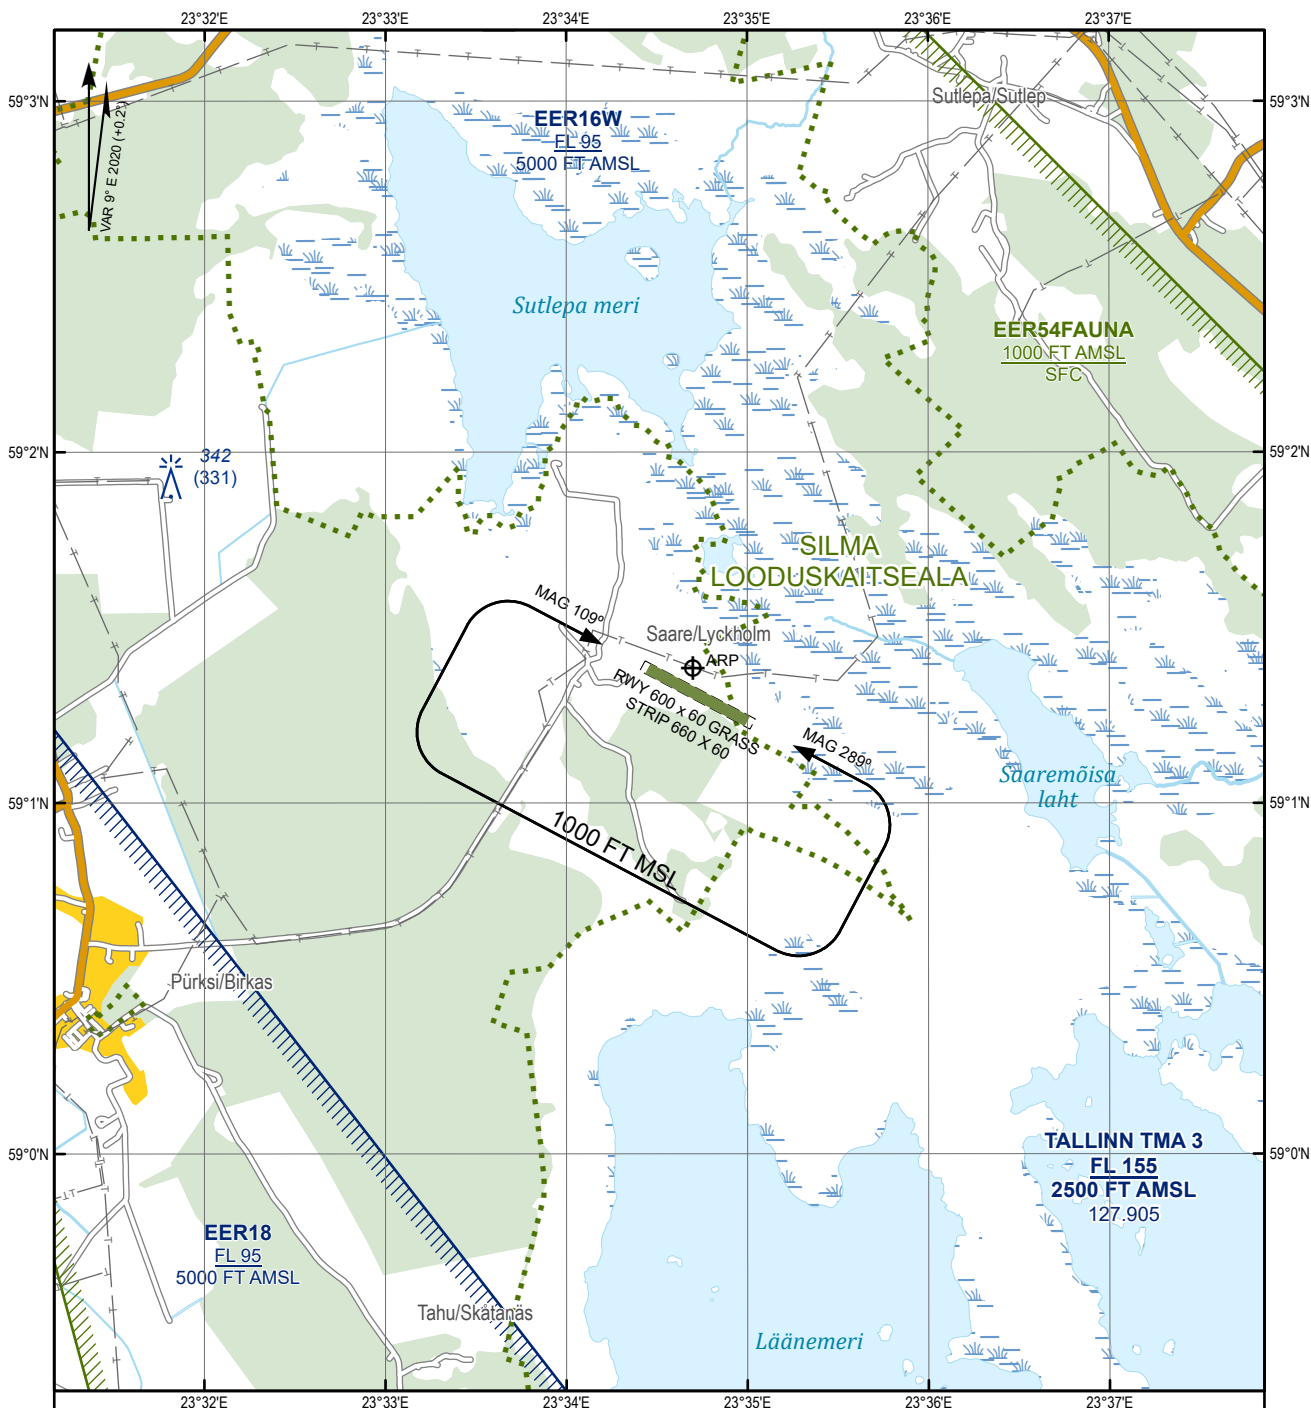 23°32'E
23°33'E
23°34'E
23°35'E
23°36'E
23°37'E
59°3'N
59°3'N
VAR 9° E 2020 (+0.2°)
EER16W
FL 95
5000 FT AMSL
Sutlepa/Sutlep
Sutlepa meri
EER54FAUNA
1000 FT AMSL
SFC
59°2'N
59°2'N
342
(331)
SILMA
LOODUSKAITSEALA
MAG 109º
Saare/Lyckholm
ARP
RWY 600 x 60 GRASS
STRIP 660 X 60
MAG 289º
Saaremõisa
laht
59°1'N
59°1'N
1000 FT MSL
Pürksi/Birkas
59°0'N
59°0'N
TALLINN TMA 3
FL 155
2500 FT AMSL
127.905
EER18
FL 95
5000 FT AMSL
Tahu/Skåtanäs
Läänemeri
23°32'E
23°33'E
23°34'E
23°35'E
23°36'E
23°37'E